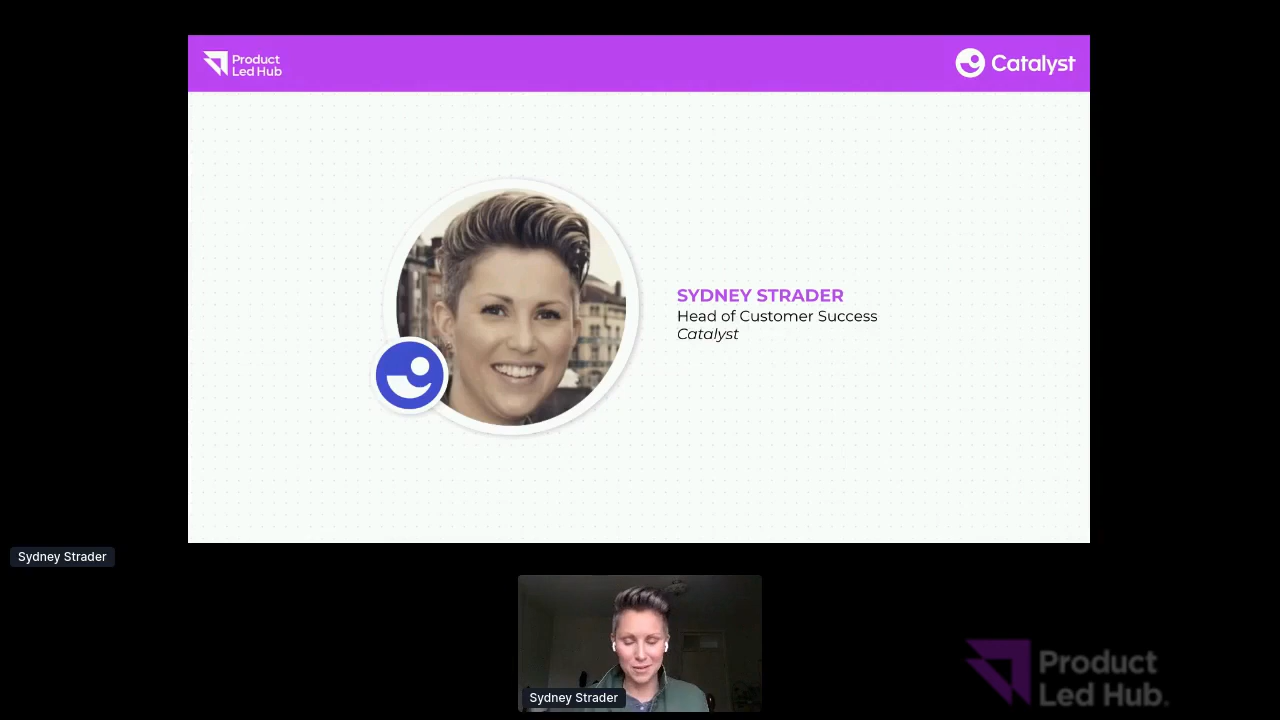 Product
Led Hub
Catalyst
SYDNEY STRADER
Head of Customer Success
Catalyst
Sydney Strader
Sydney Strader
Product
Led Hub.